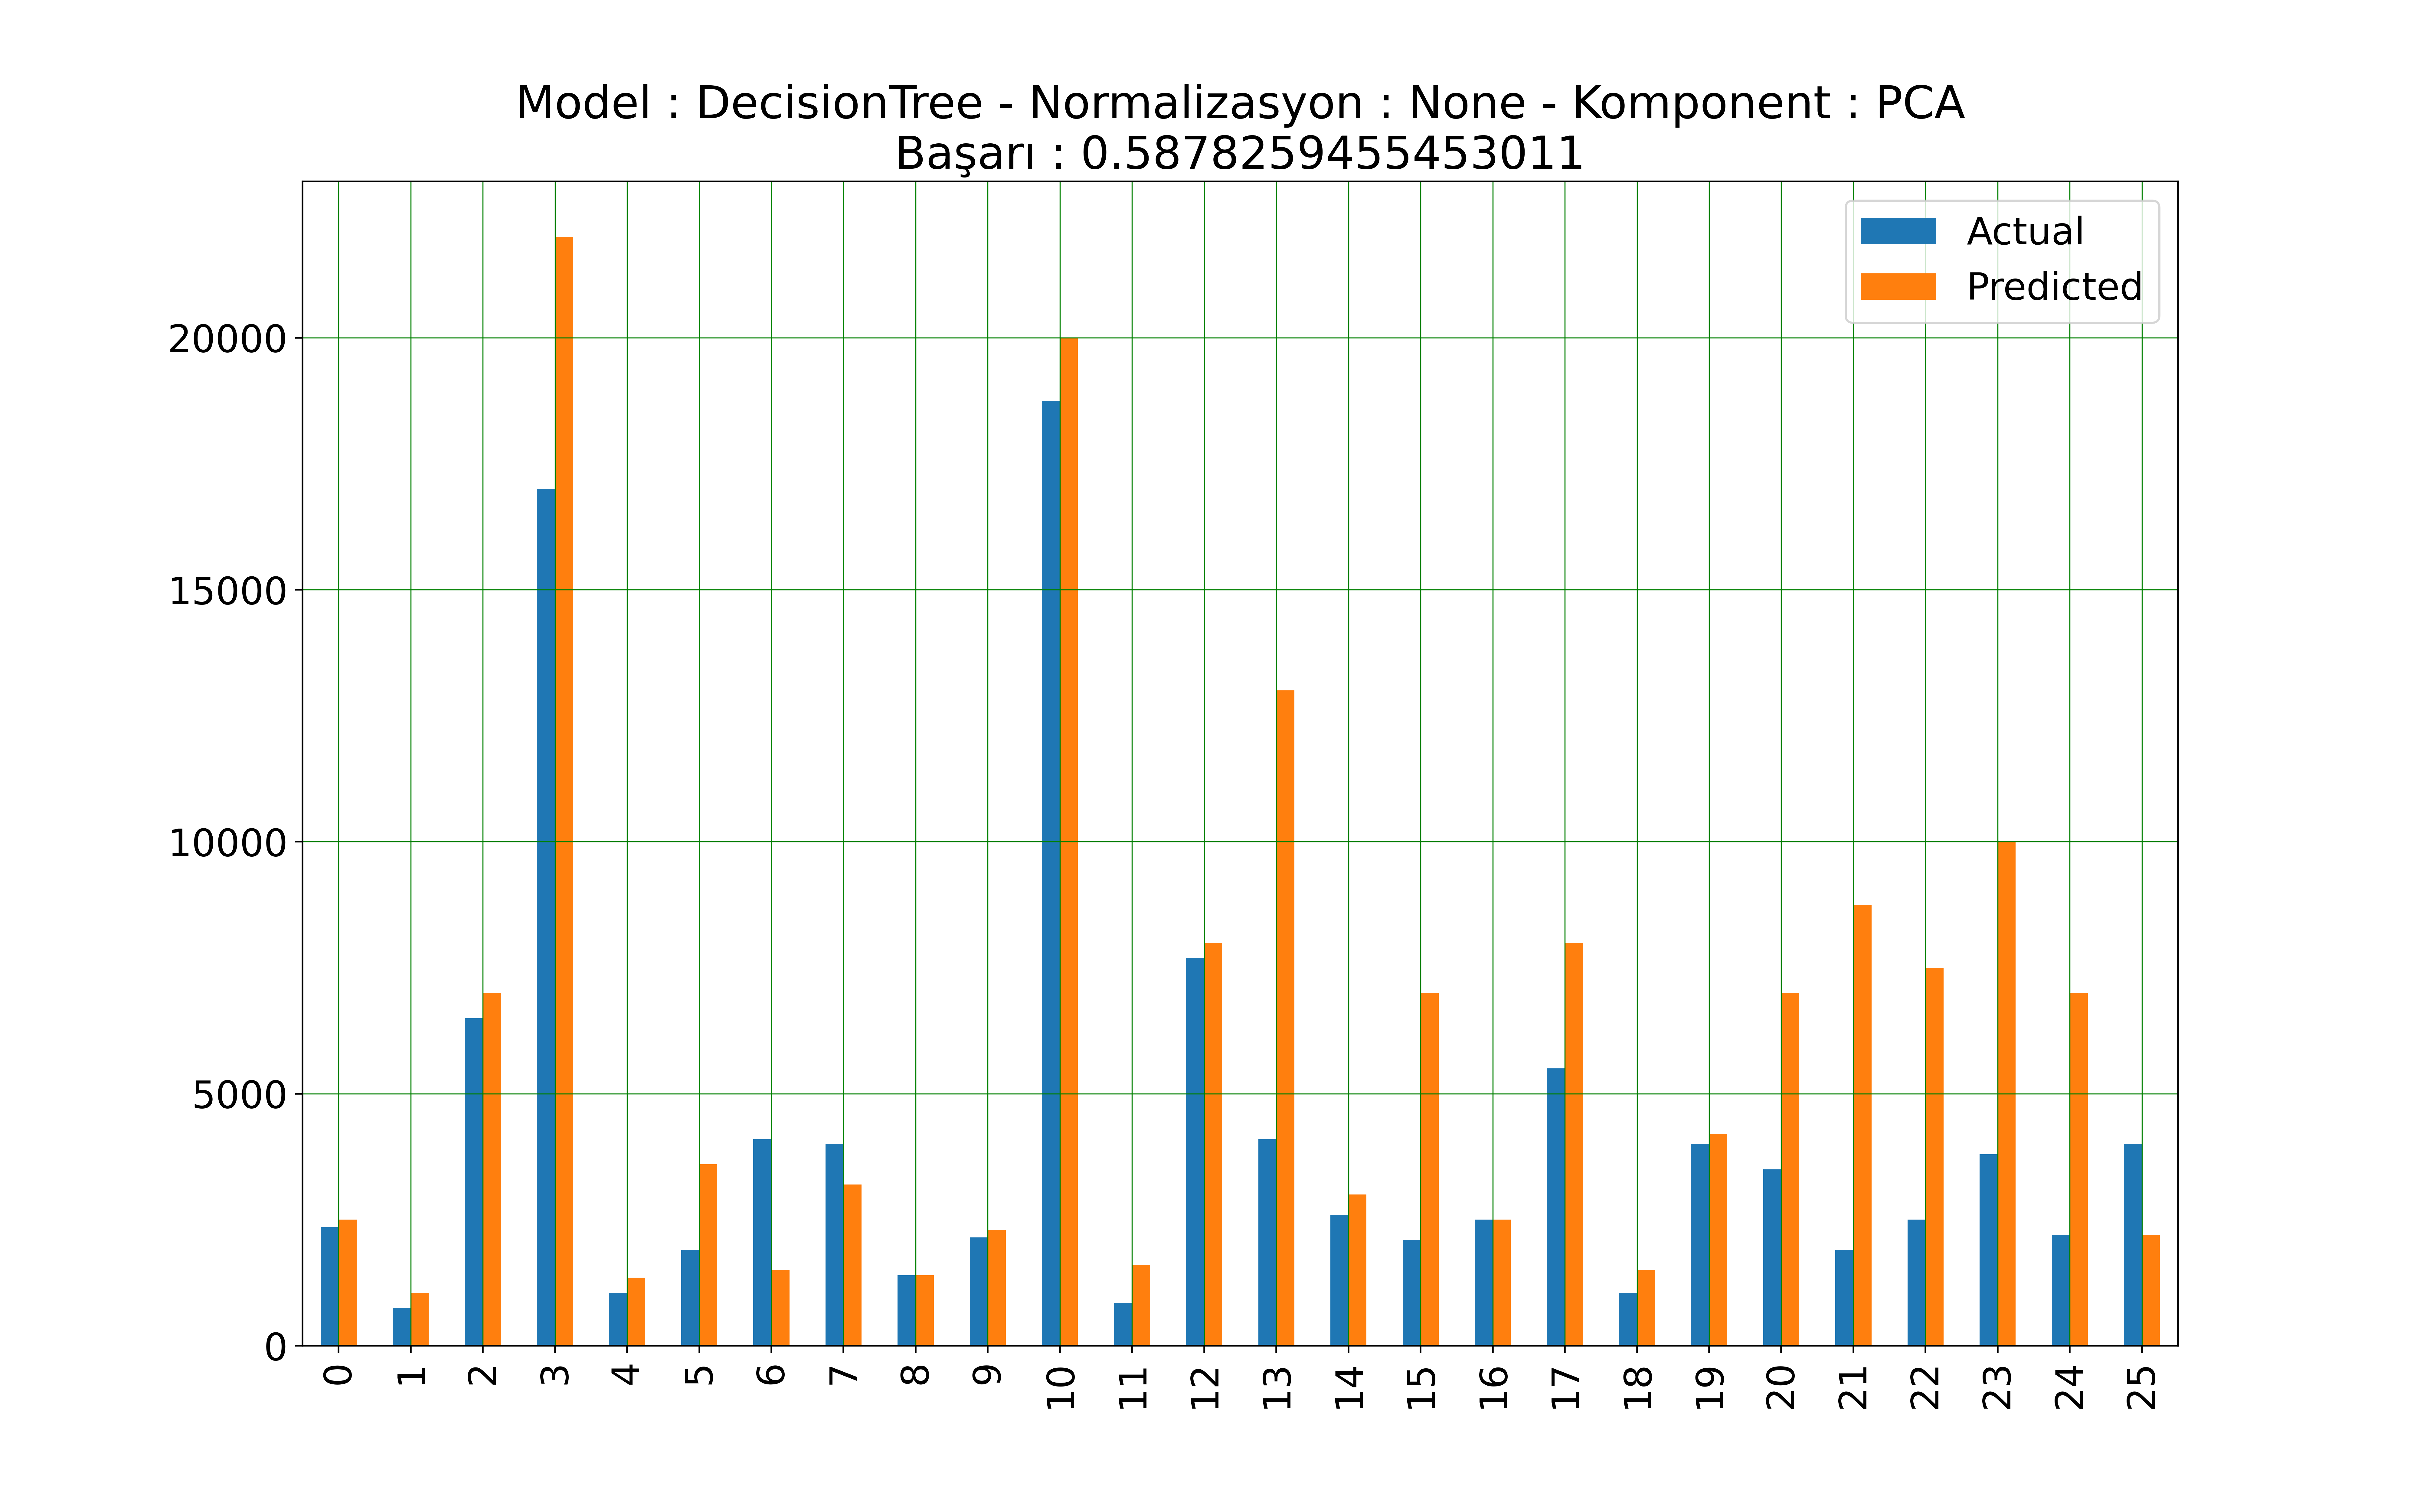 Model : DecisionTree - Normalizasyon : None - Komponent : PCA
Başarı : 0.5878259455453011
Actual
Predicted
20000
15000
10000
5000
0
0 1 2 3 4 5 6 7 8 9 10 11 12 13 14 15 16 17 18 19 20 21 22 23 24 25